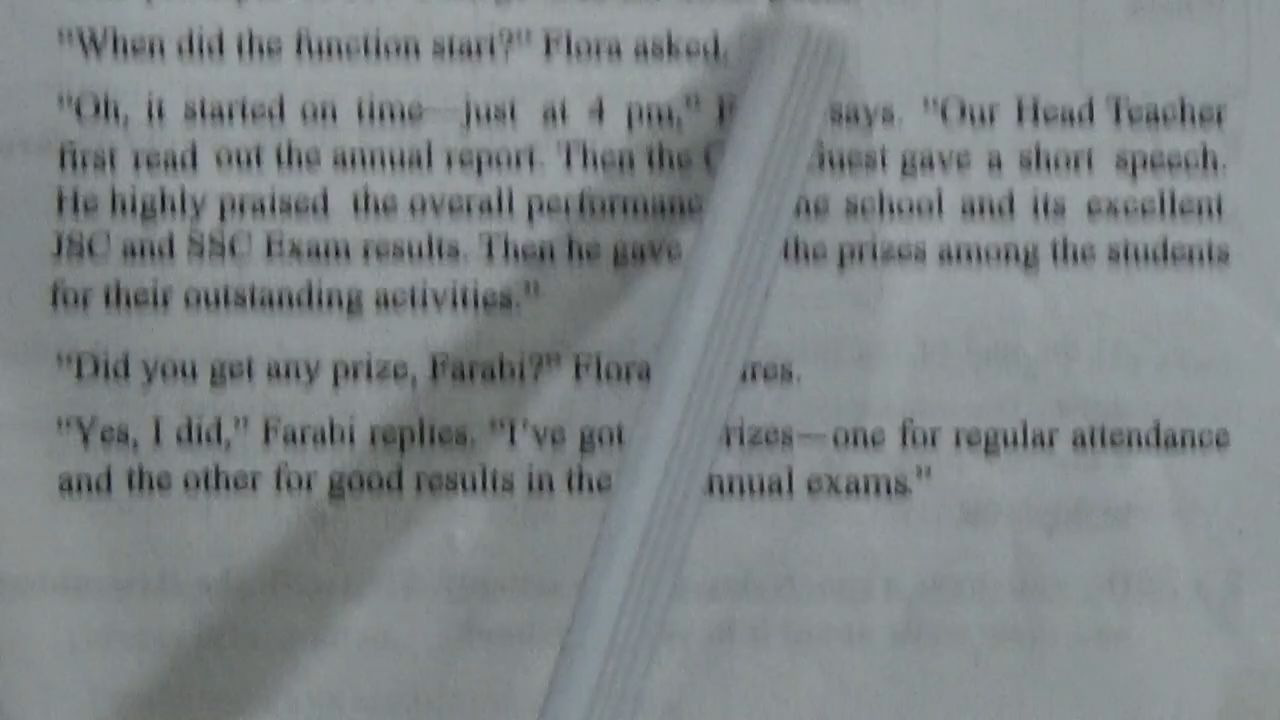 "When did the function start?" Flora asked.
"Oh, it started on time—just at 4 pm," says. "Our Head Teacher
first read out the annual report. Then the gave a short speech.
He highly praised the overall school and its excellent
JSC and SSC Exam results. Then he gave the prizes among the students
for their outstanding activities."
"Did you get any prize, Farabi?" Flora
"Yes, I did," Farabi replies. "I've got —one for regular attendance
and the other for good results in the exams."